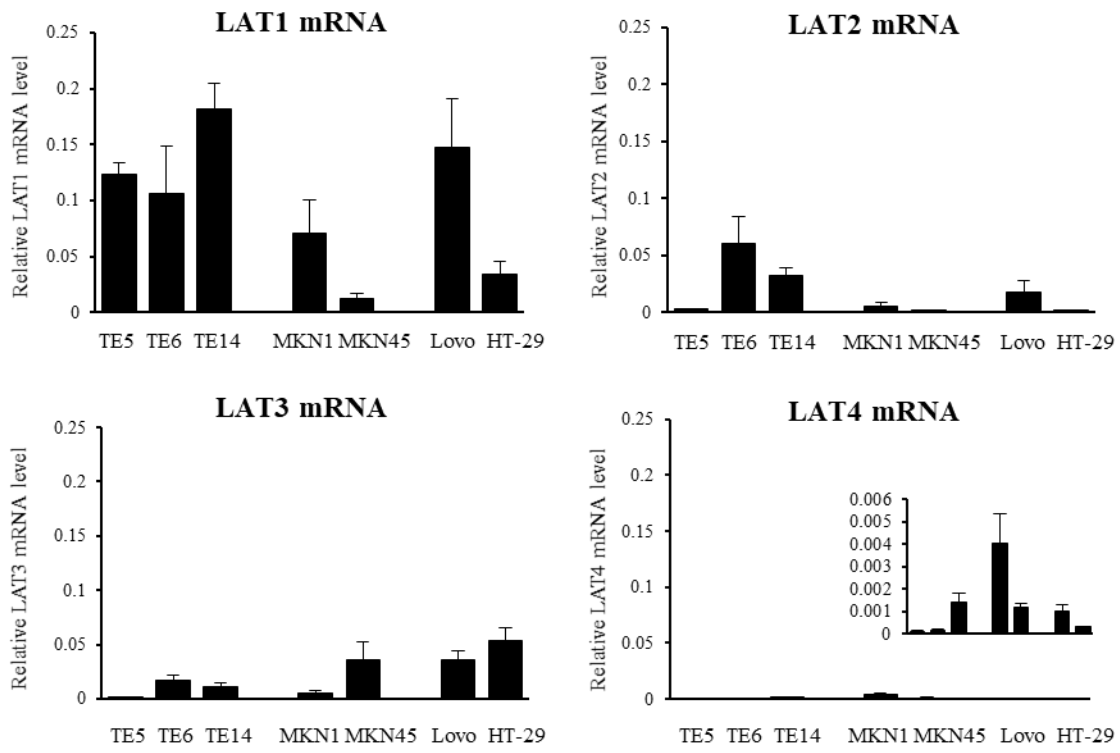 LAT1 mRNA
Relative LAT1 mRNA level
0.25
0.2
0.15
0.1
0.05
0
TE5 TE6 TE14 MKN1 MKN45 Lovo HT-29
LAT2 mRNA
Relative LAT2 mRNA level
0.25
0.2
0.15
0.1
0.05
0
TE5 TE6 TE14 MKN1 MKN45 Lovo HT-29
LAT3 mRNA
Relative LAT3 mRNA level
0.25
0.2
0.15
0.1
0.05
0
TE5 TE6 TE14 MKN1 MKN45 Lovo HT-29
LAT4 mRNA
Relative LAT4 mRNA level
0.25
0.2
0.15
0.1
0.05
0
0.006
0.005
0.004
0.003
0.002
0.001
0
TE5 TE6 TE14 MKN1 MKN45 Lovo HT-29